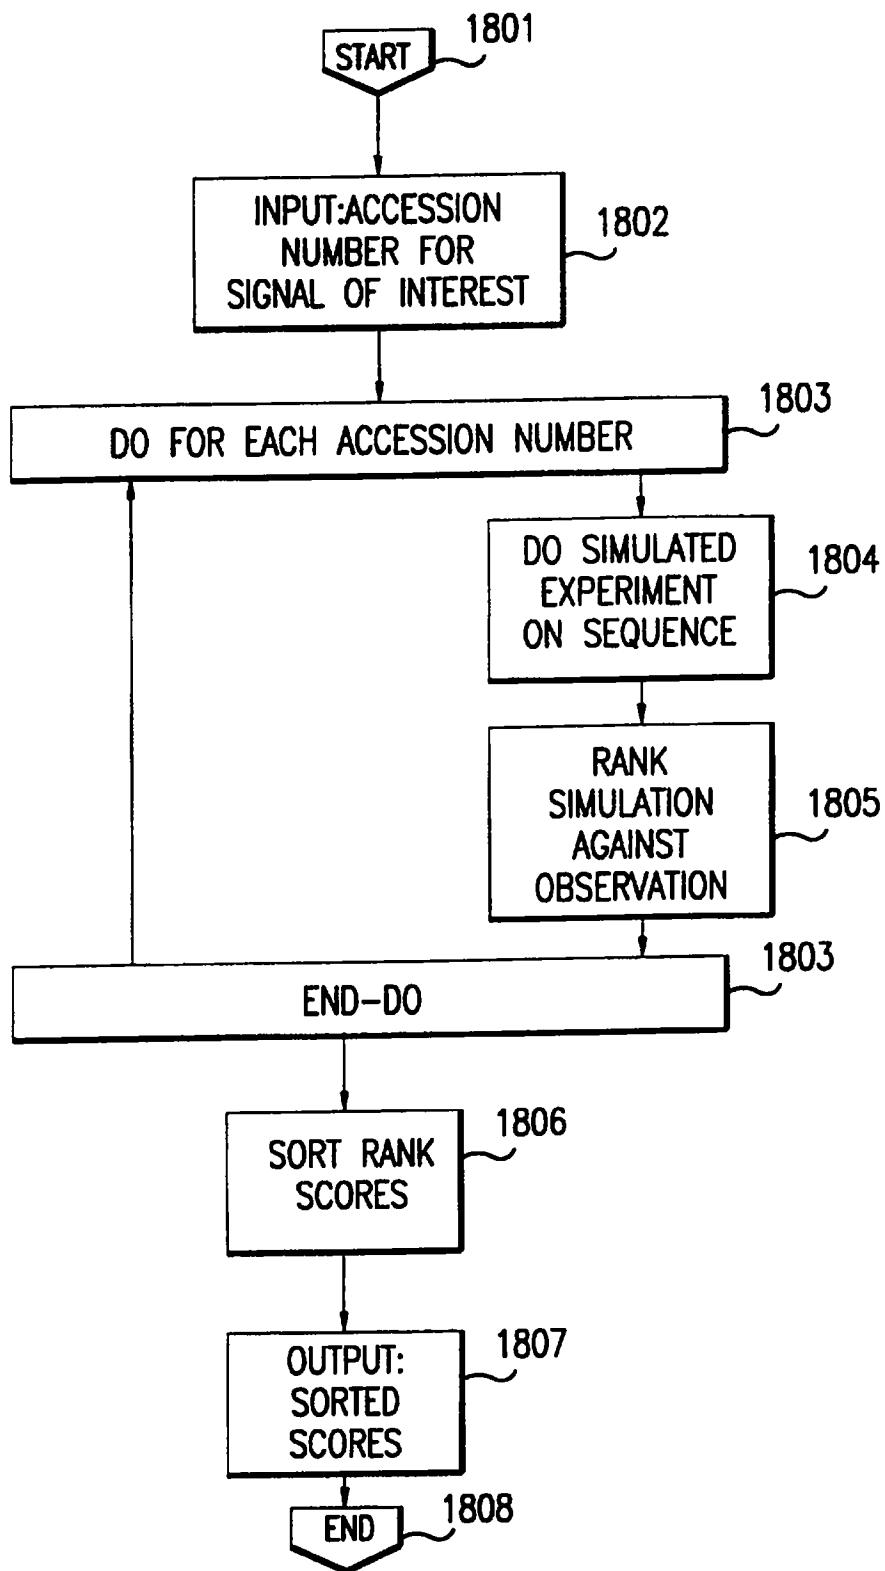 1801
START
INPUT:ACCESSION
NUMBER FOR
SIGNAL OF INTEREST
1802
1803
DO FOR EACH ACCESSION NUMBER
DO SIMULATED
EXPERIMENT
ON SEQUENCE
1804
RANK
SIMULATION
AGAINST
OBSERVATION
1805
1803
END-DO
1806
SORT RANK
SCORES
1807
OUTPUT:
SORTED
SCORES
END
1808